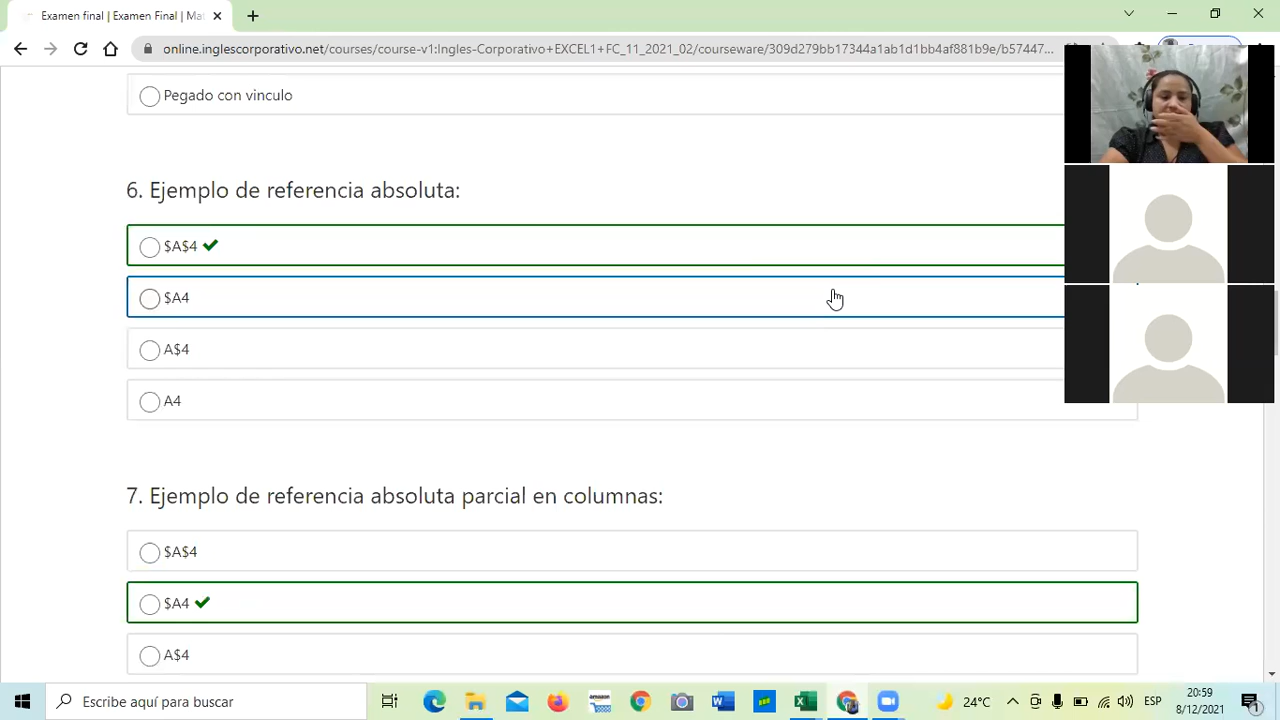 Examen final | Examen Final | Ma
online.inglescorporativo.net/courses/course-v1:Ingles-Corporativo+EXCEL1+FC_11_2021_02/courseware/309d279bb17344a1ab1d1bb4af881b9e/b57447...
Pegado con vinculo
6. Ejemplo de referencia absoluta:
$A$4
$A4
A$4
A4
7. Ejemplo de referencia absoluta parcial en columnas:
$A$4
$A4
A$4
Escribe aquí para buscar
24°C
ESP
20:59
8/12/2021